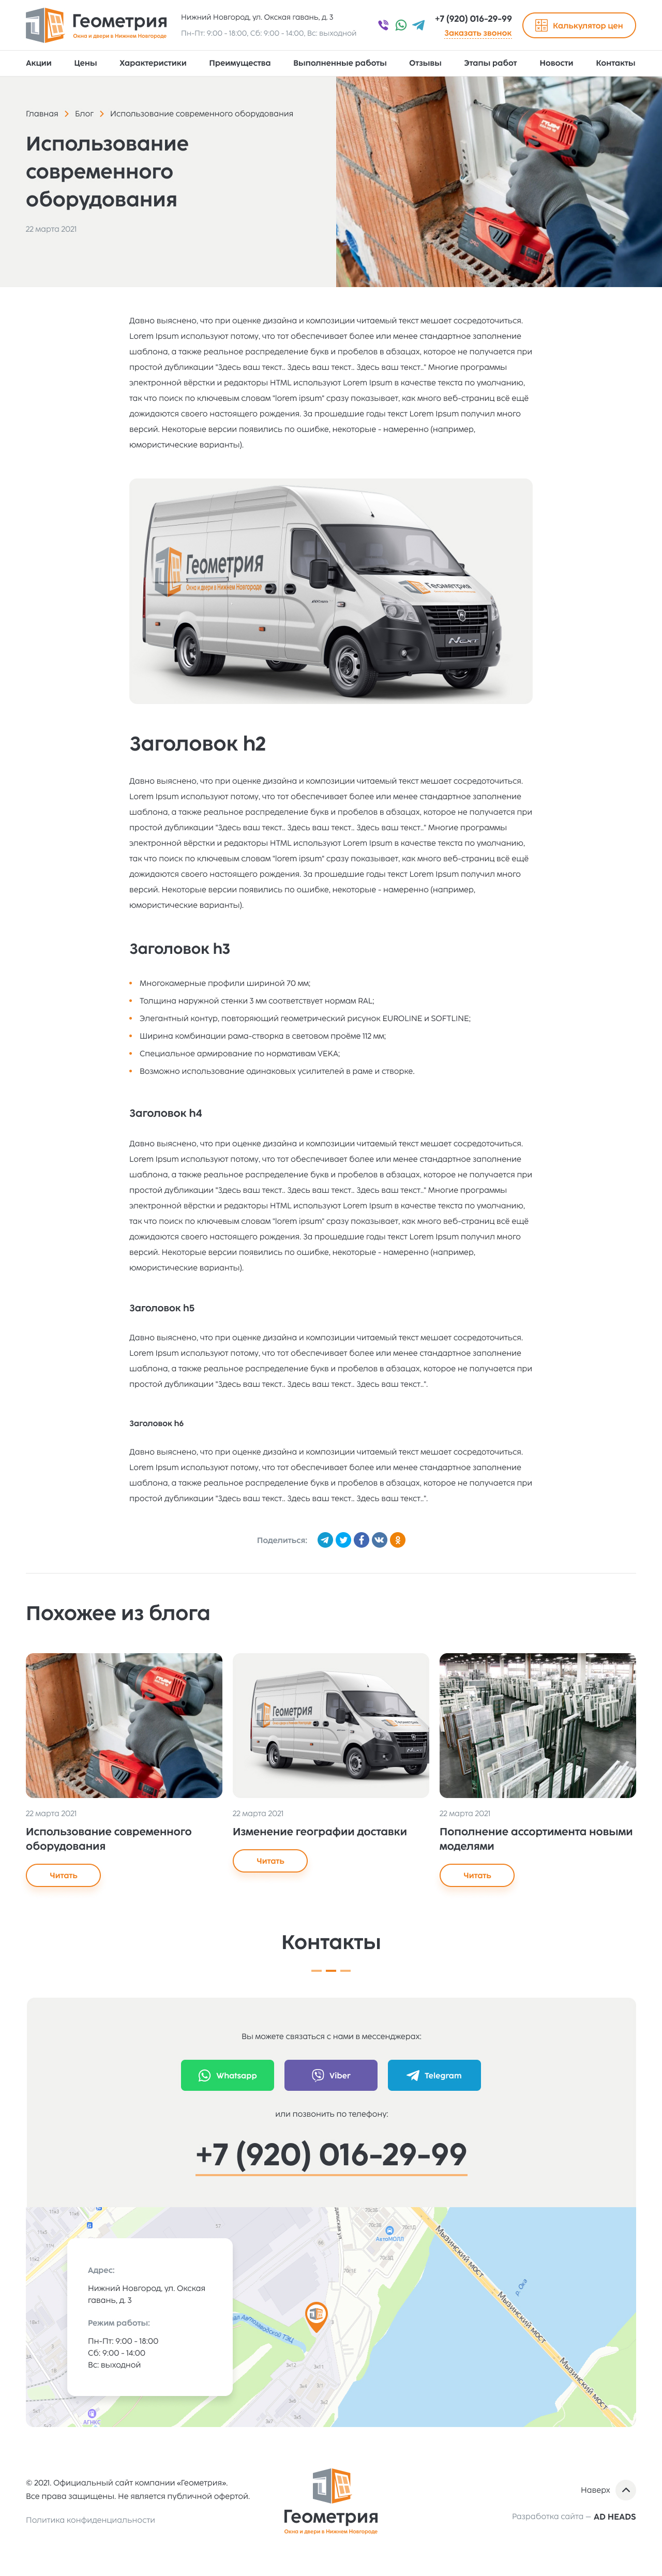 Геометрия
Окна и двери в Нижнем Новгороде
Нижний Новгород, ул. Окская гавань, д. 3
Пн-Пт: 9:00 - 18:00, Сб: 9:00 - 14:00, Вс: выходной
+7 (920) 016-29-99
Заказать звонок
Калькулятор цен
Акции Цены Характеристики Преимущества Выполненные работы Отзывы Этапы работ Новости Контакты
Главная Блог Использование современного оборудования
Использование
современного
оборудования
22 марта 2021
Давно выяснено, что при оценке дизайна и композиции читаемый текст мешает сосредоточиться.
Lorem Ipsum используют потому, что тот обеспечивает более или менее стандартное заполнение
шаблона, а также реальное распределение букв и пробелов в абзацах, которое не получается при
простой дубликации "Здесь ваш текст.. Здесь ваш текст.. Здесь ваш текст.." Многие программы
электронной вёрстки и редакторы HTML используют Lorem Ipsum в качестве текста по умолчанию,
так что поиск по ключевым словам "lorem ipsum" сразу показывает, как много веб-страниц всё ещё
дожидаются своего настоящего рождения. За прошедшие годы текст Lorem Ipsum получил много
версий. Некоторые версии появились по ошибке, некоторые - намеренно (например,
юмористические варианты).
Геометрия
Окна и двери в Нижнем Новгороде
Геометрия
NEXT
Заголовок h2
Давно выяснено, что при оценке дизайна и композиции читаемый текст мешает сосредоточиться.
Lorem Ipsum используют потому, что тот обеспечивает более или менее стандартное заполнение
шаблона, а также реальное распределение букв и пробелов в абзацах, которое не получается при
простой дубликации "Здесь ваш текст.. Здесь ваш текст.. Здесь ваш текст.." Многие программы
электронной вёрстки и редакторы HTML используют Lorem Ipsum в качестве текста по умолчанию,
так что поиск по ключевым словам "lorem ipsum" сразу показывает, как много веб-страниц всё ещё
дожидаются своего настоящего рождения. За прошедшие годы текст Lorem Ipsum получил много
версий. Некоторые версии появились по ошибке, некоторые - намеренно (например,
юмористические варианты).
Заголовок h3
Многокамерные профили шириной 70 мм;
Толщина наружной стенки 3 мм соответствует нормам RAL;
Элегантный контур, повторяющий геометрический рисунок EUROLINE и SOFTLINE;
Ширина комбинации рама-створка в световом проёме 112 мм;
Специальное армирование по нормативам VEKA;
Возможно использование одинаковых усилителей в раме и створке.
Заголовок h4
Давно выяснено, что при оценке дизайна и композиции читаемый текст мешает сосредоточиться.
Lorem Ipsum используют потому, что тот обеспечивает более или менее стандартное заполнение
шаблона, а также реальное распределение букв и пробелов в абзацах, которое не получается при
простой дубликации "Здесь ваш текст.. Здесь ваш текст.. Здесь ваш текст.." Многие программы
электронной вёрстки и редакторы HTML используют Lorem Ipsum в качестве текста по умолчанию,
так что поиск по ключевым словам "lorem ipsum" сразу показывает, как много веб-страниц всё ещё
дожидаются своего настоящего рождения. За прошедшие годы текст Lorem Ipsum получил много
версий. Некоторые версии появились по ошибке, некоторые - намеренно (например,
юмористические варианты).
Заголовок h5
Давно выяснено, что при оценке дизайна и композиции читаемый текст мешает сосредоточиться.
Lorem Ipsum используют потому, что тот обеспечивает более или менее стандартное заполнение
шаблона, а также реальное распределение букв и пробелов в абзацах, которое не получается при
простой дубликации "Здесь ваш текст.. Здесь ваш текст.. Здесь ваш текст..".
Заголовок h6
Давно выяснено, что при оценке дизайна и композиции читаемый текст мешает сосредоточиться.
Lorem Ipsum используют потому, что тот обеспечивает более или менее стандартное заполнение
шаблона, а также реальное распределение букв и пробелов в абзацах, которое не получается при
простой дубликации "Здесь ваш текст.. Здесь ваш текст.. Здесь ваш текст..".
Поделиться:
Похожее из блога
Геометрия
22 марта 2021
Использование современного
оборудования
Читать
22 марта 2021
Изменение географии доставки
Читать
22 марта 2021
Пополнение ассортимента новыми
моделями
Читать
Контакты
Вы можете связаться с нами в мессенджерах:
Whatsapp Viber Telegram
или позвонить по телефону:
+7 (920) 016-29-99
АвтоМОЛЛ
Мызинский мост
Мызинский мост
Мызинский мост
р. Ока
АГНКС
Адрес:
Нижний Новгород, ул. Окская
гавань, д. 3
Режим работы:
Пн-Пт: 9:00 - 18:00
Сб: 9:00 - 14:00
Вс: выходной
© 2021. Официальный сайт компании «Геометрия».
Все права защищены. Не является публичной офертой.
Политика конфиденциальности
Геометрия
Окна и двери в Нижнем Новгороде
Наверх
Разработка сайта – AD HEADS